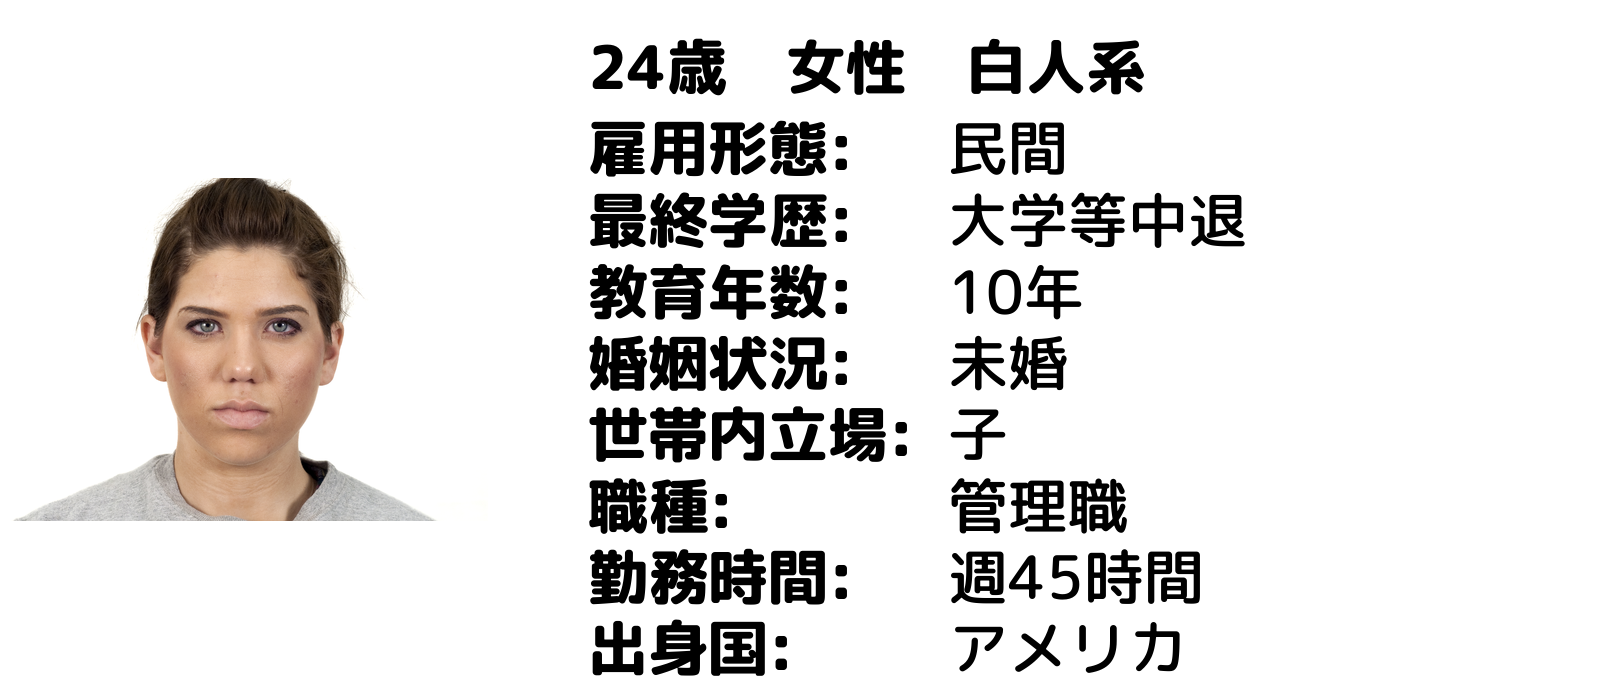 24歳　女性　白人系
雇用形態: 民間
最終学歴: 大学等中退
教育年数: 10年
婚姻状況: 未婚
世帯内立場: 子
職種: 管理職
勤務時間: 週45時間
出身国: アメリカ